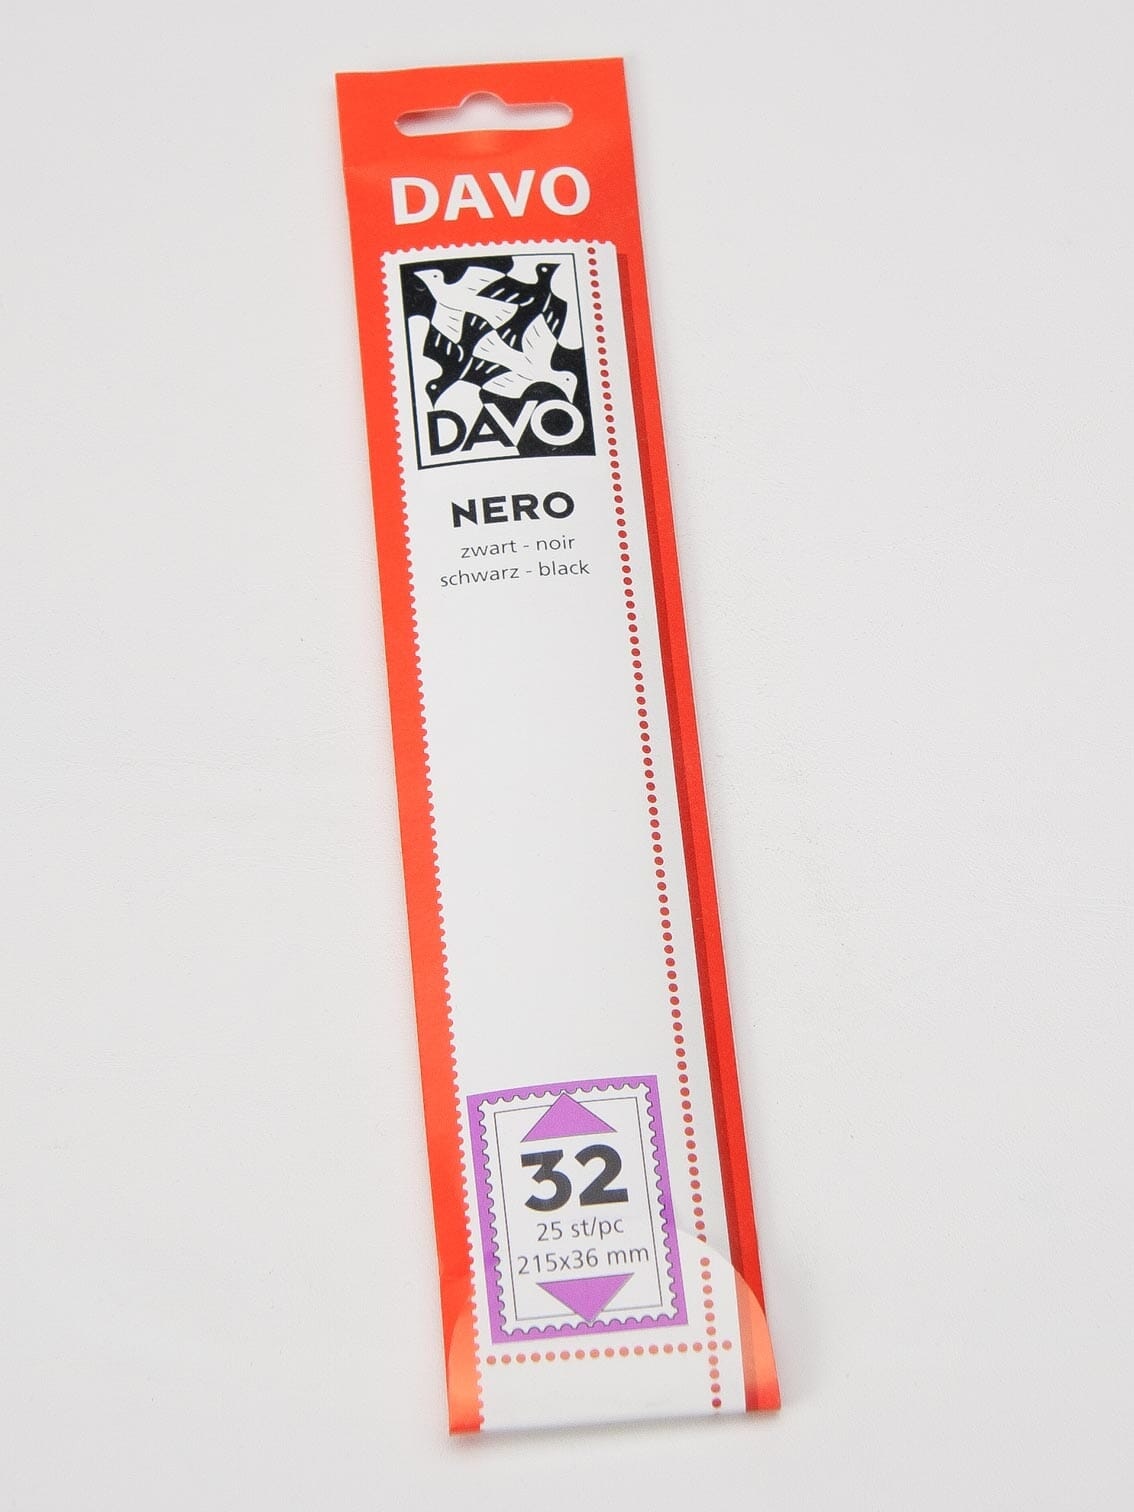 DAVO
DAVO
NERO
zwart - noir
schwarz - black
32
25 st/pc
215x36 mm